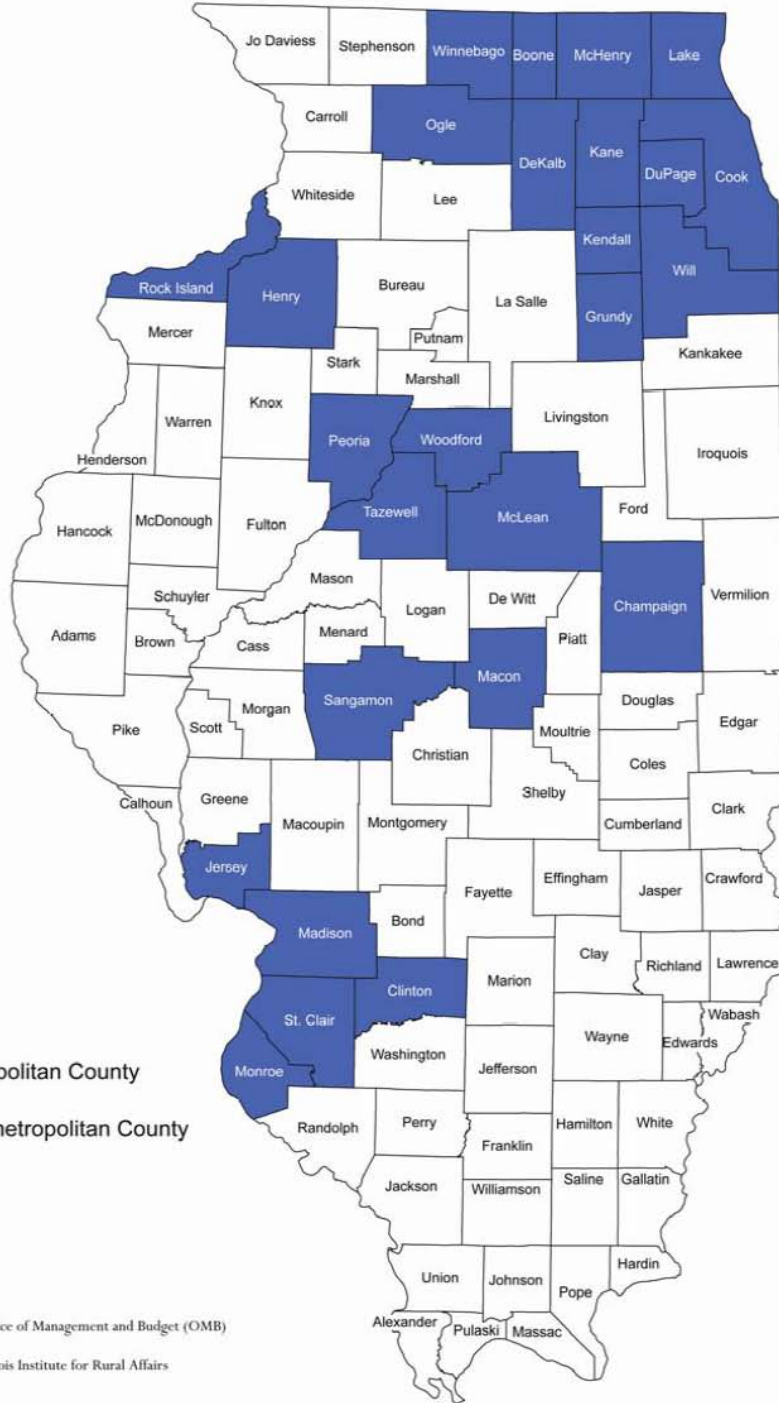 Jo Daviess
Stephenson
Winnebago
Boone
McHenry
Lake
Carroll
Ogle
DeKalb
Kane
DuPage
Cook
Whiteside
Lee
Kendall
Will
Rock Island
Henry
Bureau
La Salle
Grundy
Mercer
Putnam
Kankakee
Stark
Marshall
Knox
Warren
Henderson
Peoria
Woodford
Livingston
Iroquois
Hancock
McDonough
Fulton
Tazewell
McLean
Ford
Mason
Schuyler
Logan
De Witt
Champaign
Vermilion
Adams
Brown
Cass
Menard
Piatt
Macon
Sangamon
Morgan
Scott
Pike
Douglas
Edgar
Moultrie
Christian
Coles
Shelby
Calhoun
Greene
Macoupin
Montgomery
Cumberland
Clark
Jersey
Fayette
Effingham
Jasper
Crawford
Bond
Madison
Clay
Richland
Lawrence
Marion
Clinton
St. Clair
Wabash
Wayne
Edwards
Washington
Jefferson
Monroe
politan County
netropolitan County
Randolph
Perry
Hamilton
White
Franklin
Jackson
Williamson
Saline
Gallatin
Union
Johnson
Pope
Hardin
Alexander
Pulaski
Massac
ce of Management and Budget (OMB)
ois Institute for Rural Affairs